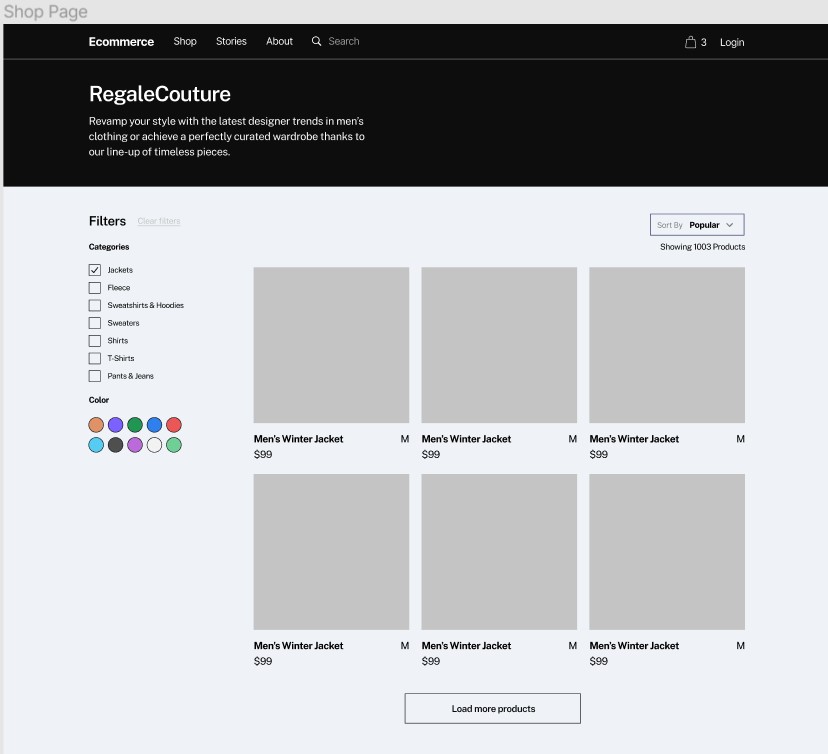 Shop Page
Ecommerce Shop Stories About Search 3 Login
RegaleCouture
Revamp your style with the latest designer trends in men's
clothing or achieve a perfectly curated wardrobe thanks to
our line-up of timeless pieces.
Filters Clear filters
Sort By Popular
Showing 1003 Products
Categories
Jackets
Fleece
Sweatshirts & Hoodies
Sweaters
Shirts
T-Shirts
Pants & Jeans
Color
Men's Winter Jacket M
$99
Men's Winter Jacket M
$99
Men's Winter Jacket M
$99
Men's Winter Jacket M
$99
Men's Winter Jacket M
$99
Men's Winter Jacket M
$99
Load more products